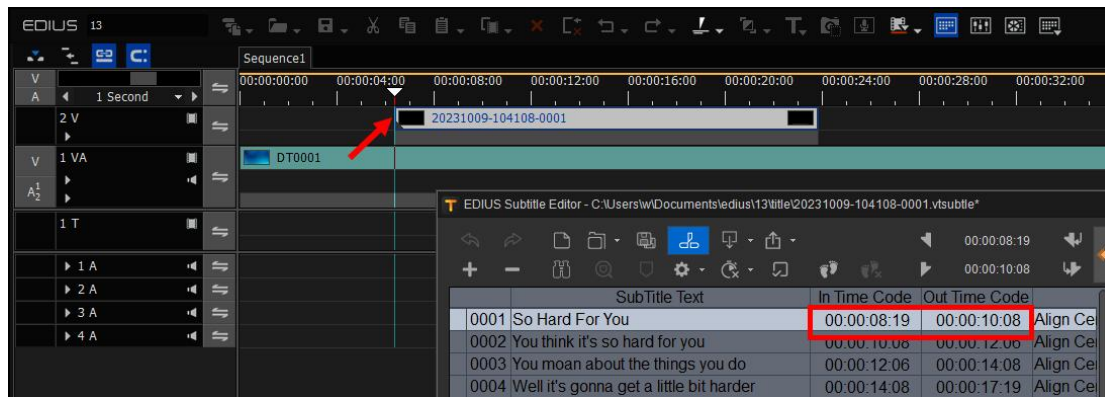 EDIUS 13
Sequence1
00:00:00:00 00:00:04:00 00:00:08:00 00:00:12:00 00:00:16:00 00:00:20:00 00:00:24:00 00:00:28:00 00:00:32:00
V
A
1 Second
2 V
20231009-104108-0001
V
1 VA
DT0001
A1
2
1 T
1 A
2 A
3 A
4 A
T EDIUS Subtitle Editor - C:\Users\w\Documents\edius\13\title\20231009-104108-0001.vtsubtle*
00:00:08:19
00:00:10:08
SubTitle Text In Time Code Out Time Code
0001 So Hard For You 00:00:08:19 00:00:10:08 Align Cel
0002 You think it's so hard for you 00:00:10:08 00:00:12:06 Align Cel
0003 You moan about the things you do 00:00:12:06 00:00:14:08 Align Cel
0004 Well it's gonna get a little bit harder 00:00:14:08 00:00:17:19 Align Cel